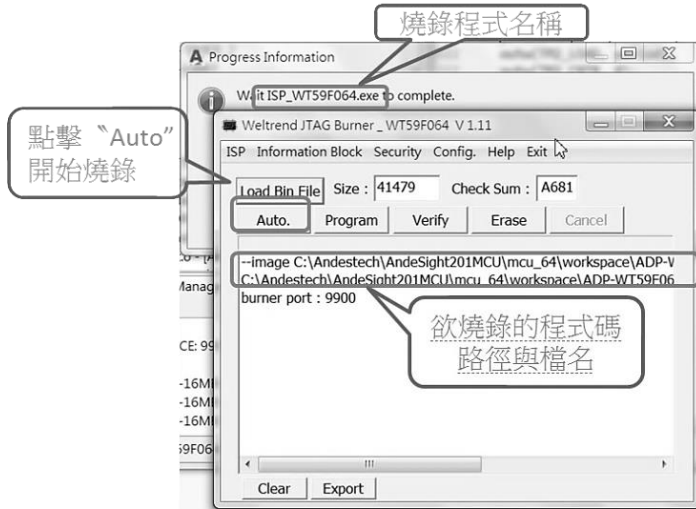 燒錄程式名稱
Progress Information
Wait ISP_WT59F064.exe to complete.
點擊〝Auto〞
開始燒錄
Weltrend JTAG Burner _ WT59F064 V 1.11
ISP Information Block Security Config. Help Exit
Load Bin File Size : 41479 Check Sum : A681
Auto. Program Verify Erase Cancel
--image C:\Andestech\AndeSight201MCU\mcu_64\workspace\ADP-W
C:\Andestech\AndeSight201MCU\mcu_64\workspace\ADP-WT59F06
burner port : 9900
欲燒錄的程式碼
路徑與檔名
Manag
CE: 99
-16M
-16M
-16M
59F06
Clear Export